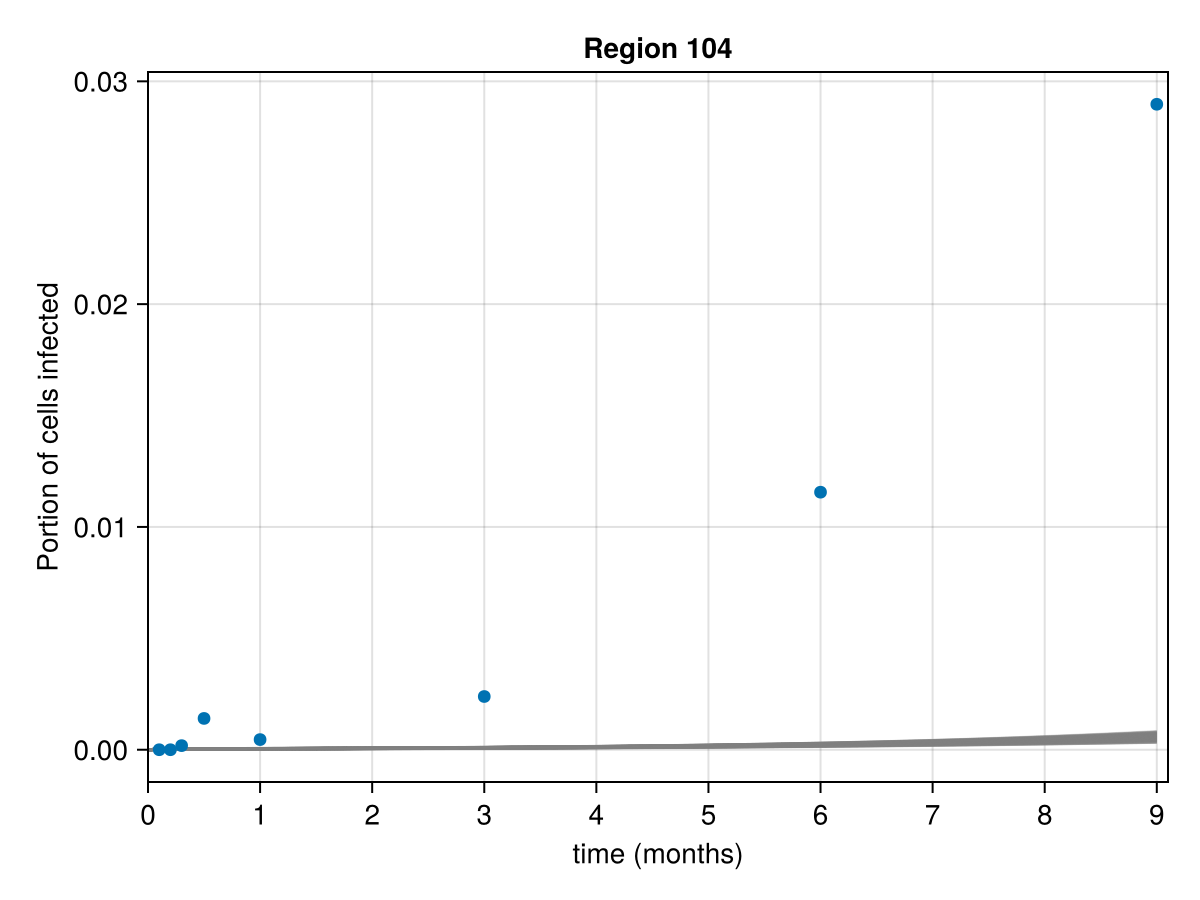 Region 104
0.03
0.02
0.01
0.00
Portion of cells infected
0 1 2 3 4 5 6 7 8 9
time (months)